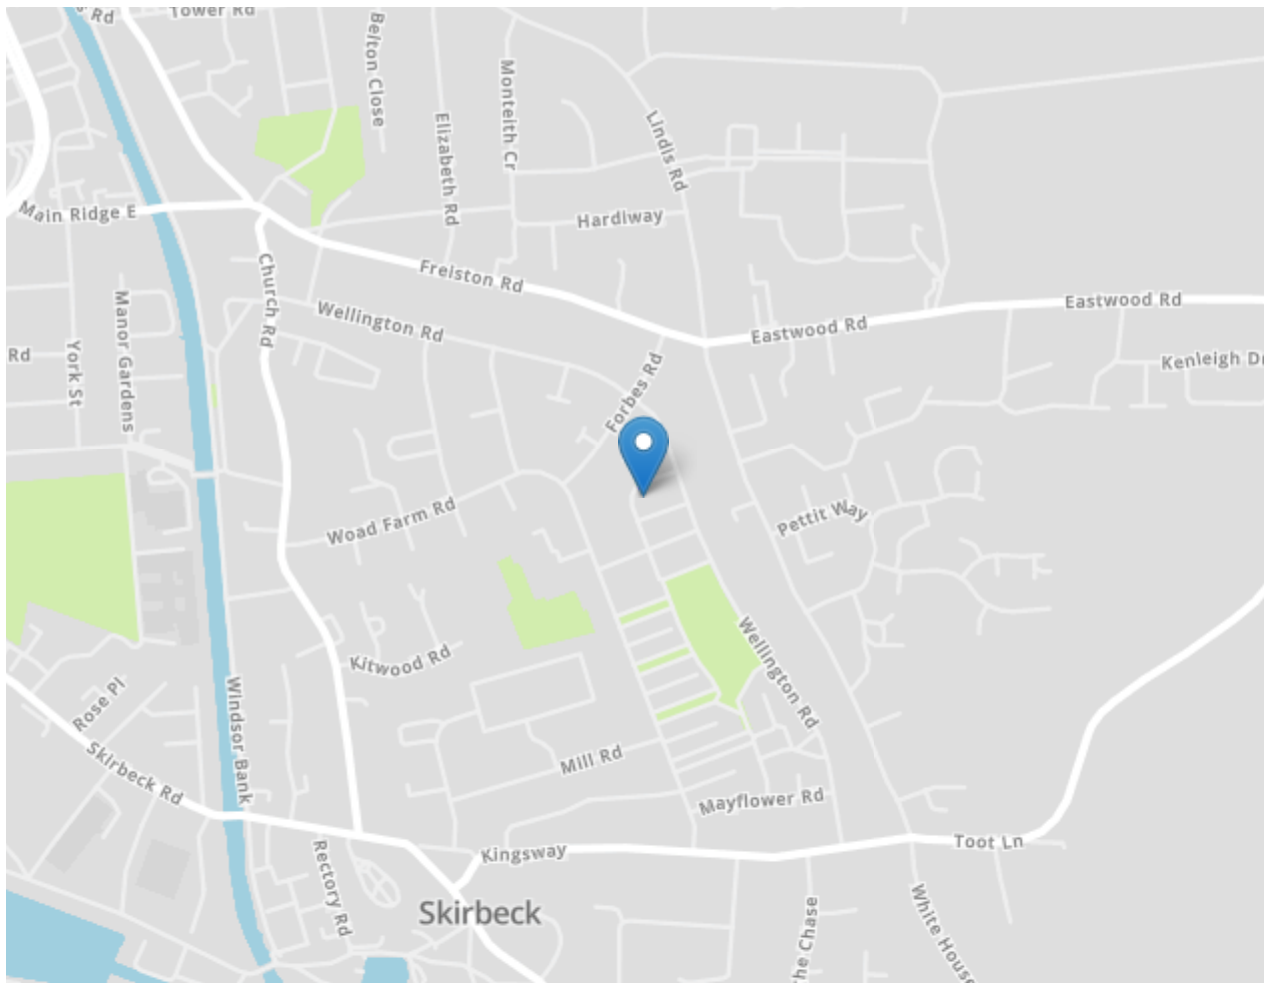 Rd
Tower Rd
Belton Close
Monteith Cr
Elizabeth Rd
Lindis Rd
Main Ridge E
Hardiway
Church Rd
Freiston Rd
Manor Gardens
Wellington Rd
Eastwood Rd
Eastwood Rd
Rd
York St
Forbes Rd
Kenleigh Dr
Woad Farm Rd
Pettit Way
Kitwood Rd
Wellington Rd
Rose Pl
Windsor Bank
Skirbeck Rd
Mill Rd
Mayflower Rd
Kingsway
Toot Ln
Rectory Rd
Skirbeck
he Chase
White House